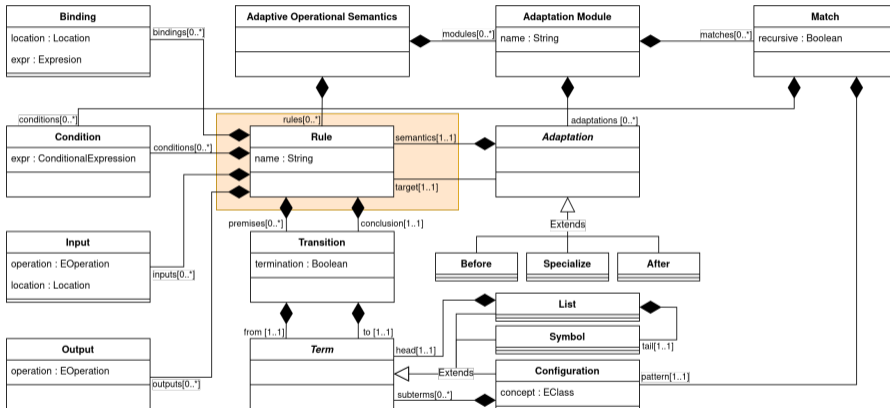 Binding
location : Location
expr : Expresion
bindings[0..*]
Adaptive Operational Semantics
modules[0..*]
Adaptation Module
name : String
matches[0..*]
Match
recursive : Boolean
conditions[0..*]
rules[0..*]
adaptations [0..*]
Condition
expr : ConditionalExpression
conditions[0..*]
Rule
name : String
semantics[1..1]
target[1..1]
Adaptation
premises[0..*]
conclusion[1..1]
Extends
Input
operation : EOperation
location : Location
inputs[0..*]
Transition
termination : Boolean
Before
Specialize
After
List
from [1..1]
to [1..1]
Symbol
tail[1..1]
Output
operation : EOperation
outputs[0..*]
Term
head[1..1]
Extends
subterms[0..*]
Configuration
concept : EClass
pattern[1..1]